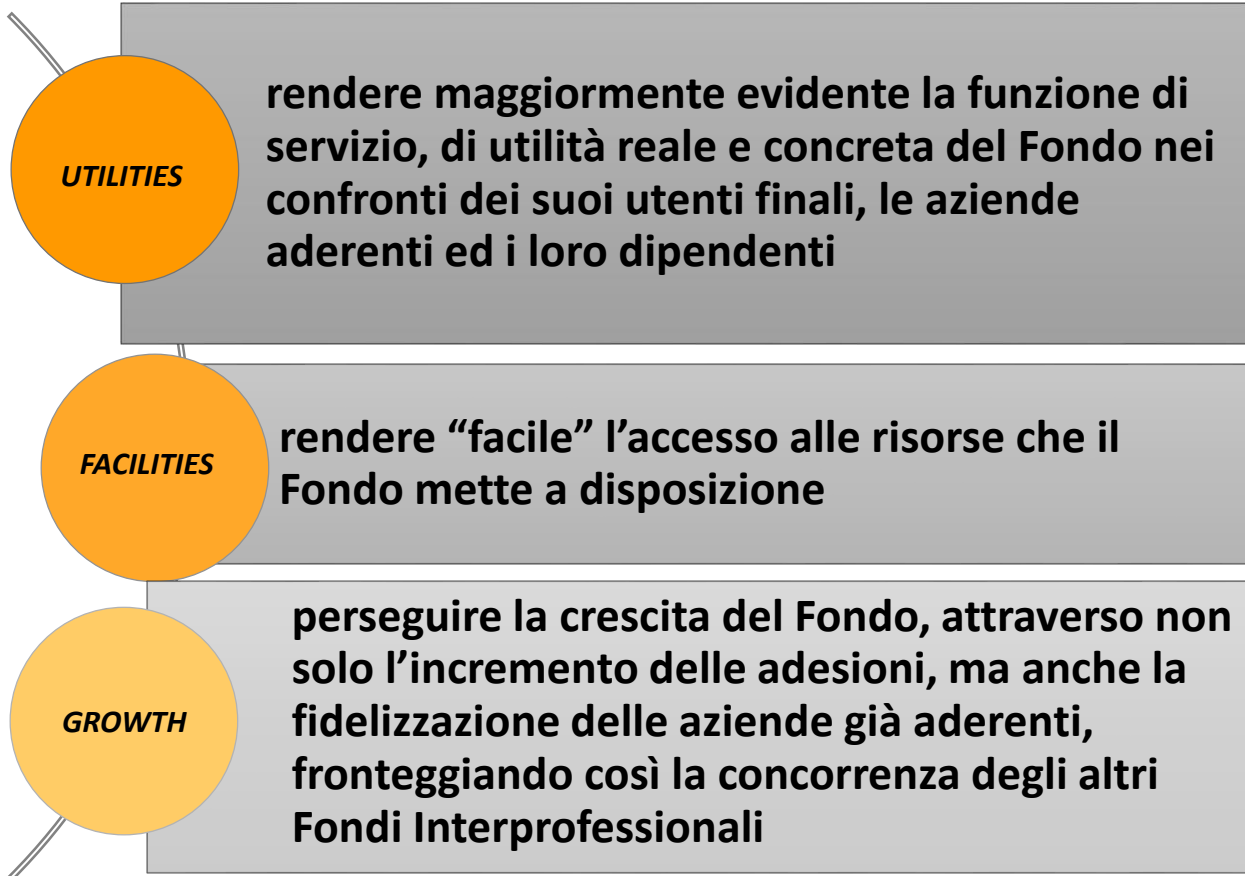 UTILITIES
rendere maggiormente evidente la funzione di
servizio, di utilità reale e concreta del Fondo nei
confronti dei suoi utenti finali, le aziende
aderenti ed i loro dipendenti
FACILITIES
rendere “facile” l’accesso alle risorse che il
Fondo mette a disposizione
GROWTH
perseguire la crescita del Fondo, attraverso non
solo l’incremento delle adesioni, ma anche la
fidelizzazione delle aziende già aderenti,
fronteggiando così la concorrenza degli altri
Fondi Interprofessionali